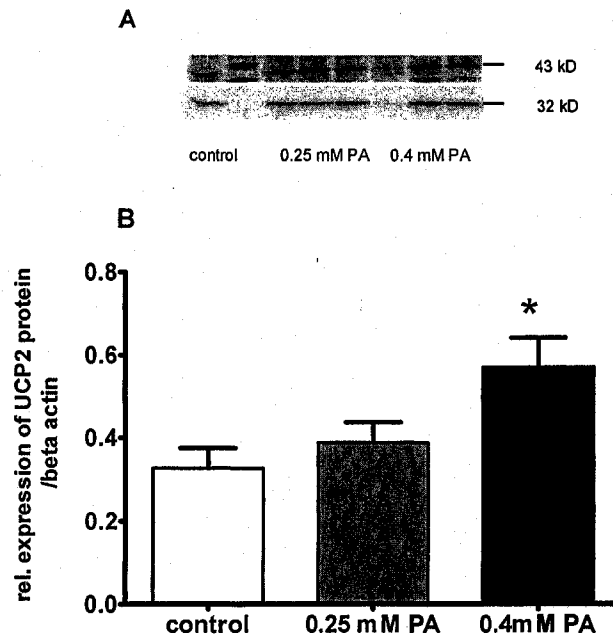 A
43 kD
32 kD
control 0.25 mM PA 0.4 mM PA
B
rel. expression of UCP2 protein
/beta actin
0.8
*
0.6
0.4
0.2
0.0
control 0.25 mM PA 0.4mM PA